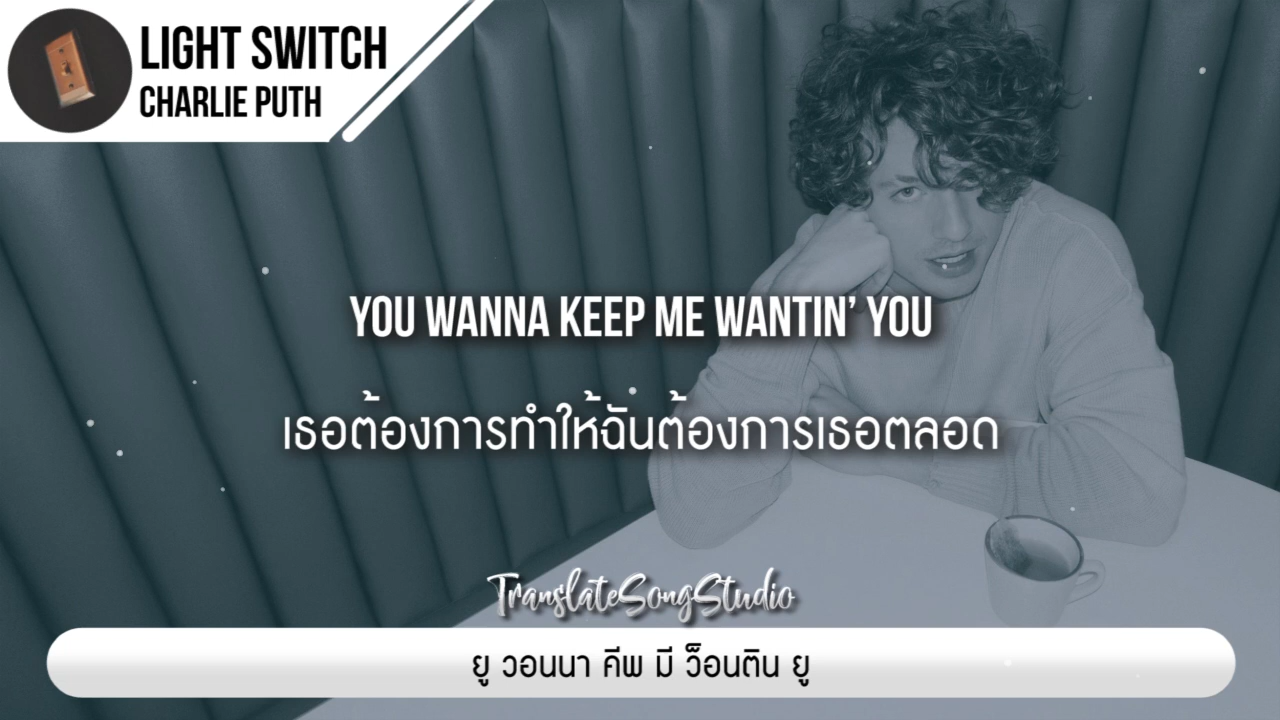 LIGHT SWITCH
CHARLIE PUTH
YOU WANNA KEEP ME WANTIN' YOU
เธอต้องการทำให้ฉันต้องการเธอตลอด
TranslateSongStudio
ยู วอนนา คีพ มี ว็อนติน ยู